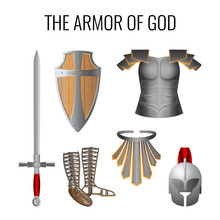 THE ARMOR OF GOD